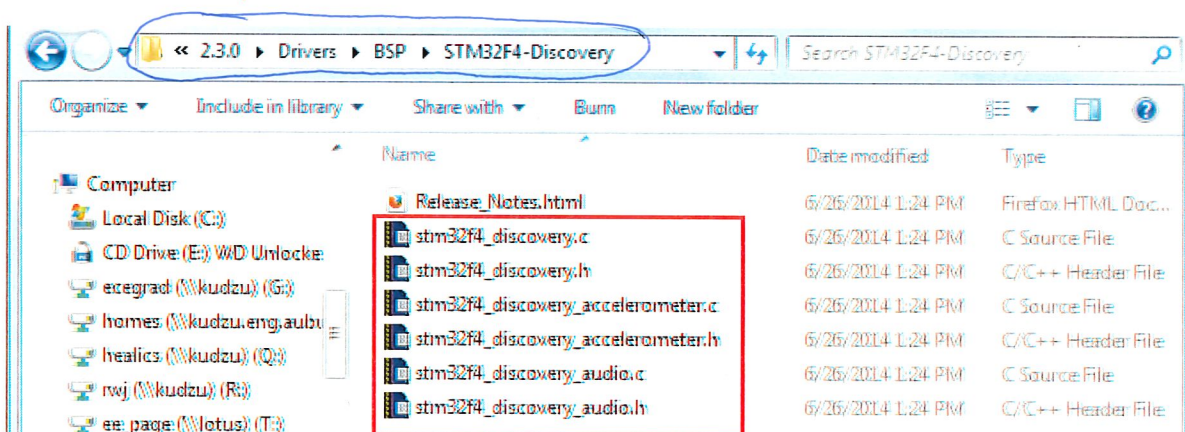 « 2.3.0 ▸ Drivers ▸ BSP ▸ STM32F4-Discovery
Search STM32F4-Discovery
Organize Include in library Share with Burn New folder
Name Date modified Type
Computer
Local Disk (C:)
CD Drive (E:) WD Unlocke
ecegrad (\\kudzu) (G:)
homes (\\kudzu.eng.aubu
healics (\\kudzu) (Q:)
rwj (\\kudzu) (R:)
ee page (\\lotus) (T:)
Release_Notes.html 6/26/2014 1:24 PM Firefox HTML Doc...
stm32f4_discovery.c 6/26/2014 1:24 PM C Source File
stm32f4_discovery.h 6/26/2014 1:24 PM C/C++ Header File
stm32f4_discovery_accelerometer.c 6/26/2014 1:24 PM C Source File
stm32f4_discovery_accelerometer.h 6/26/2014 1:24 PM C/C++ Header File
stm32f4_discovery_audio.c 6/26/2014 1:24 PM C Source File
stm32f4_discovery_audio.h 6/26/2014 1:24 PM C/C++ Header File